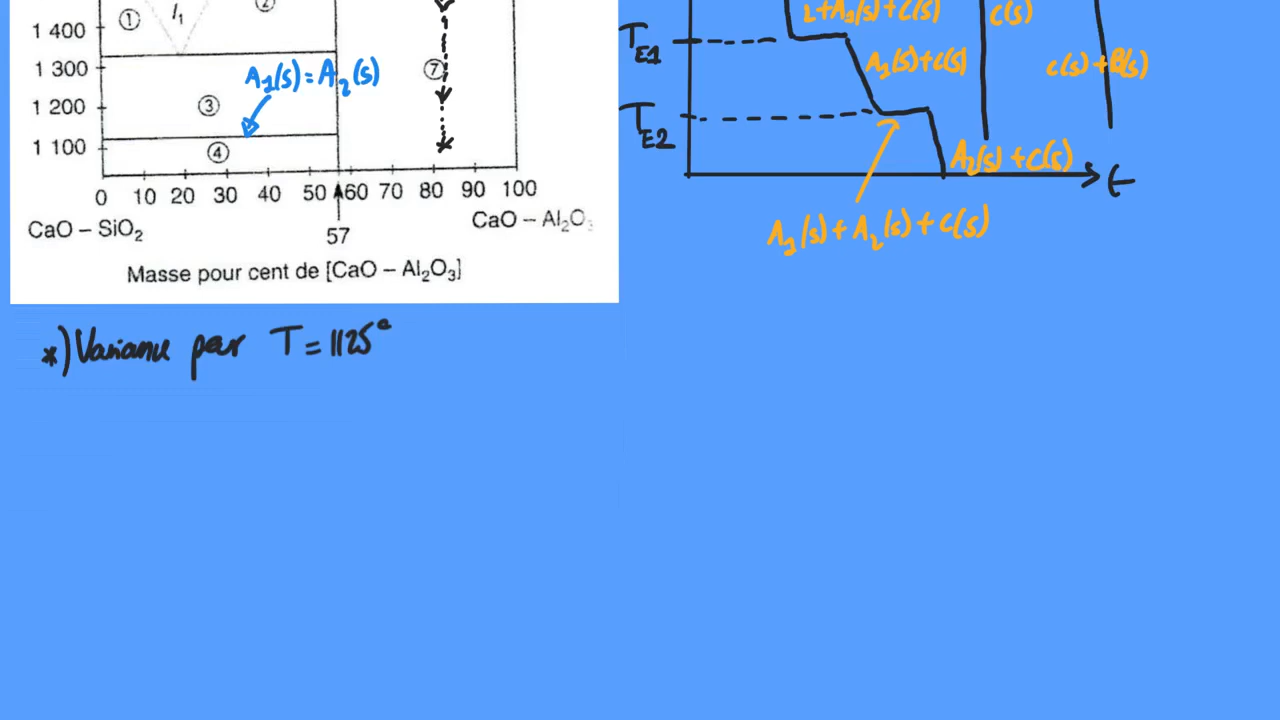 1 400
①
l₁
②
1 300
A₁(s) = A₂(s)
⑦
1 200
③
1 100
④
0 10 20 30 40 50 60 70 80 90 100
CaO – SiO₂
CaO – Al₂O₃
57
Masse pour cent de [CaO – Al₂O₃]
+A₁(s)+C(s)
C(s)
T_E1
A₁(s)+C(s)
C(s)+B(s)
T_E2
A₂(s)+C(s)
t
A₁(s)+A₂(s)+C(s)
*) Variance pour T = 1125°